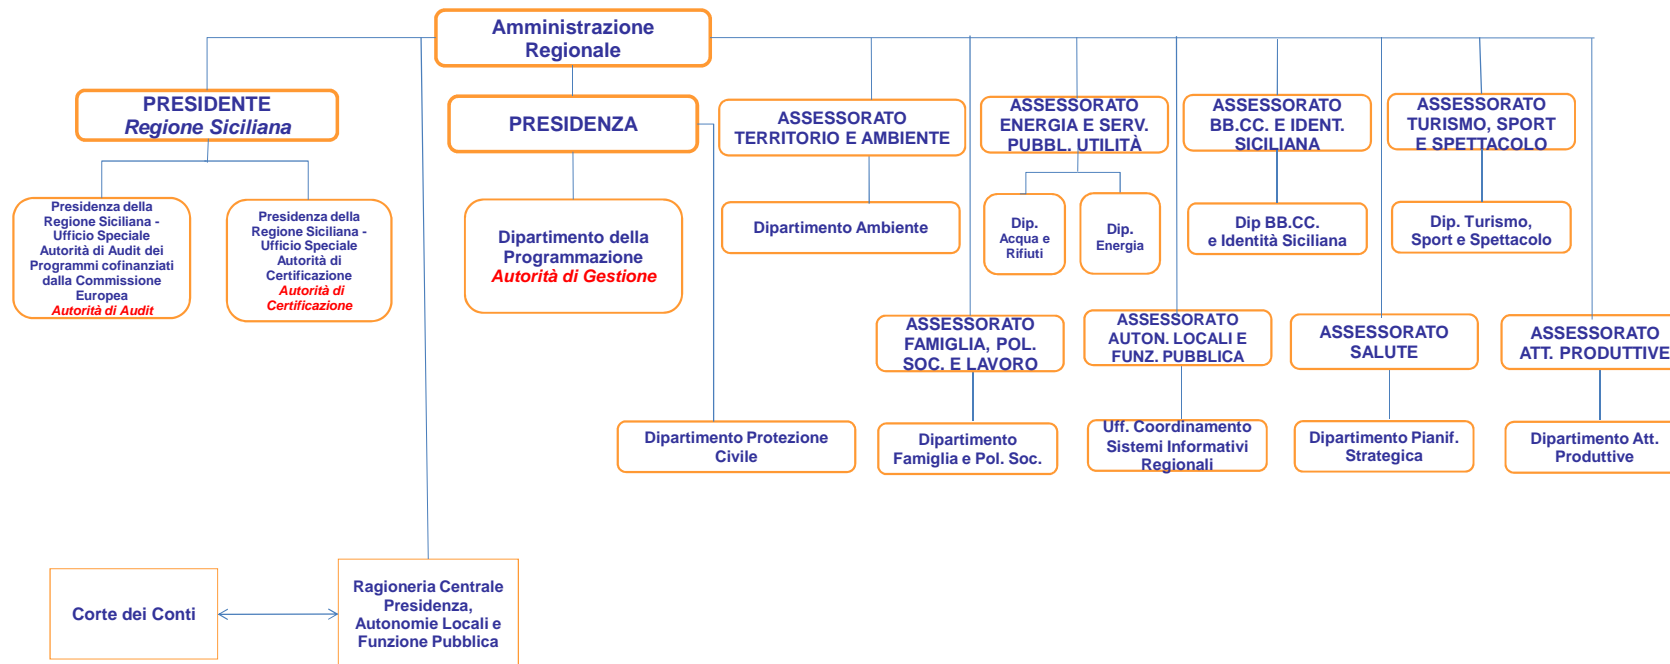 Amministrazione
Regionale
PRESIDENTE
Regione Siciliana
PRESIDENZA
ASSESSORATO
TERRITORIO E AMBIENTE
ASSESSORATO
ENERGIA E SERV.
PUBBL. UTILITÀ
ASSESSORATO
BB.CC. E IDENT.
SICILIANA
ASSESSORATO
TURISMO, SPORT
E SPETTACOLO
Presidenza della
Regione Siciliana -
Ufficio Speciale
Autorità di Audit dei
Programmi cofinanziati
dalla Commissione
Europea
Autorità di Audit
Presidenza della
Regione Siciliana -
Ufficio Speciale
Autorità di
Certificazione
Autorità di
Certificazione
Dipartimento della
Programmazione
Autorità di Gestione
Dipartimento Ambiente
Dip.
Acqua e
Rifiuti
Dip.
Energia
Dip BB.CC.
e Identità Siciliana
Dip. Turismo,
Sport e Spettacolo
ASSESSORATO
FAMIGLIA, POL.
SOC. E LAVORO
ASSESSORATO
AUTON. LOCALI E
FUNZ. PUBBLICA
ASSESSORATO
SALUTE
ASSESSORATO
ATT. PRODUTTIVE
Dipartimento Protezione
Civile
Dipartimento
Famiglia e Pol. Soc.
Uff. Coordinamento
Sistemi Informativi
Regionali
Dipartimento Pianif.
Strategica
Dipartimento Att.
Produttive
Corte dei Conti
Ragioneria Centrale
Presidenza,
Autonomie Locali e
Funzione Pubblica